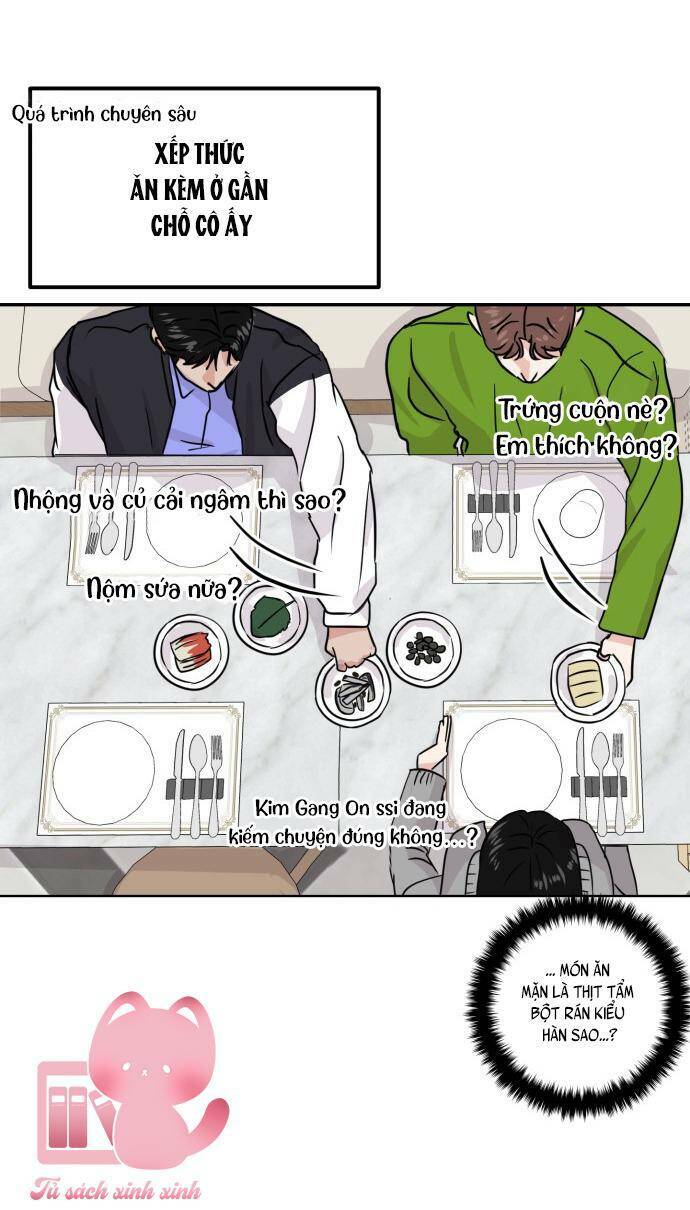 Quá trình chuyên sâu
XẾP THỨC
ĂN KÈM Ở GẦN
CHỖ CÔ ẤY
Trứng cuộn nè?
Em thích không?
Nhộng và củ cải ngâm thì sao?
Nộm sứa nữa?
Kim Gang On ssi đang
kiếm chuyện đúng không...?
... MÓN ĂN
MẶN LÀ THỊT TẨM
BỘT RÁN KIỂU
HÀN SAO...?
Tủ sách xinh xinh